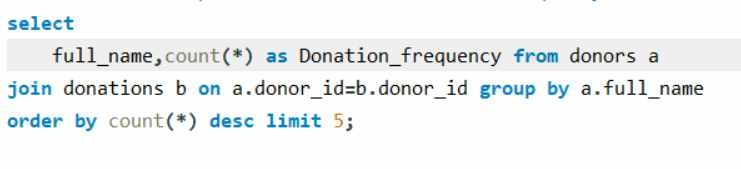 select
full_name,count(*) as Donation_frequency from donors a
join donations b on a.donor_id=b.donor_id group by a.full_name
order by count(*) desc limit 5;